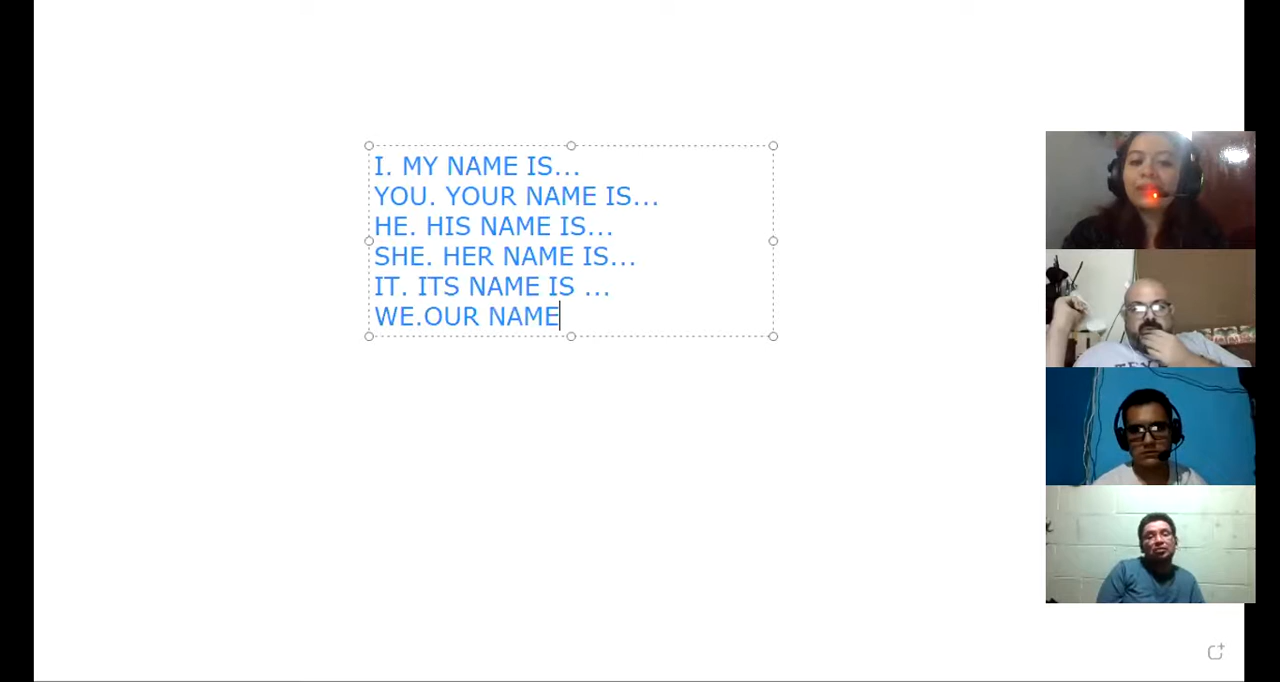 I. MY NAME IS...
YOU. YOUR NAME IS...
HE. HIS NAME IS...
SHE. HER NAME IS...
IT. ITS NAME IS ...
WE.OUR NAME